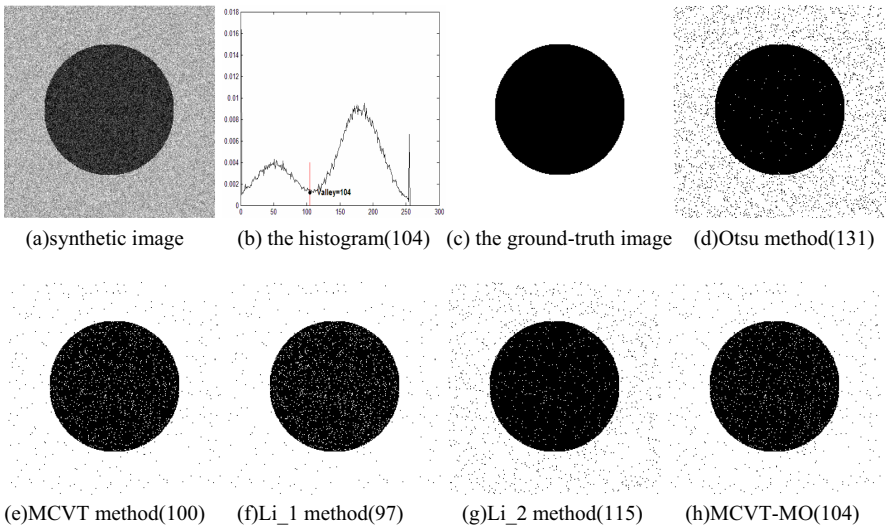 0.018
0.016
0.014
0.012
0.01
0.008
0.006
0.004
0.002
0
Valley=104
0 50 100 150 200 250 300
(a)synthetic image (b) the histogram(104) (c) the ground-truth image (d)Otsu method(131)
(e)MCVT method(100) (f)Li_1 method(97) (g)Li_2 method(115) (h)MCVT-MO(104)